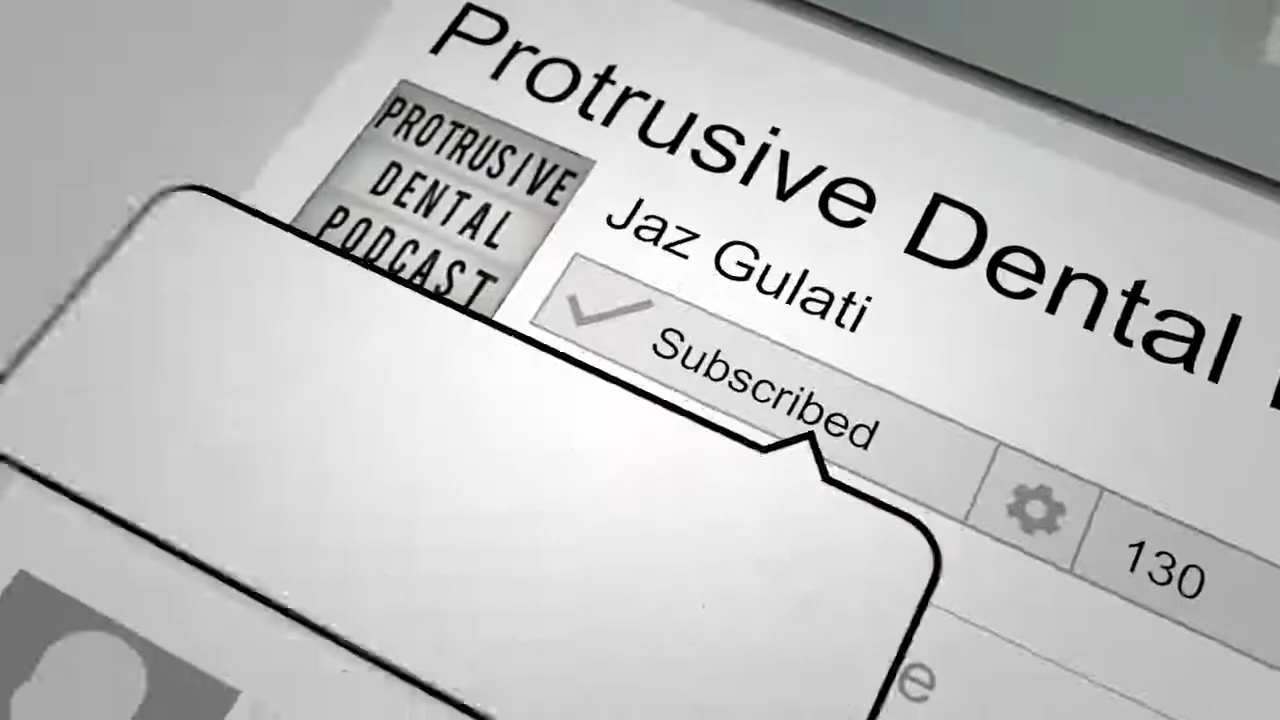 Protrusive Dental
PROTRUSIVE
DENTAL
PODCAST
Jaz Gulati
Subscribed
130
e